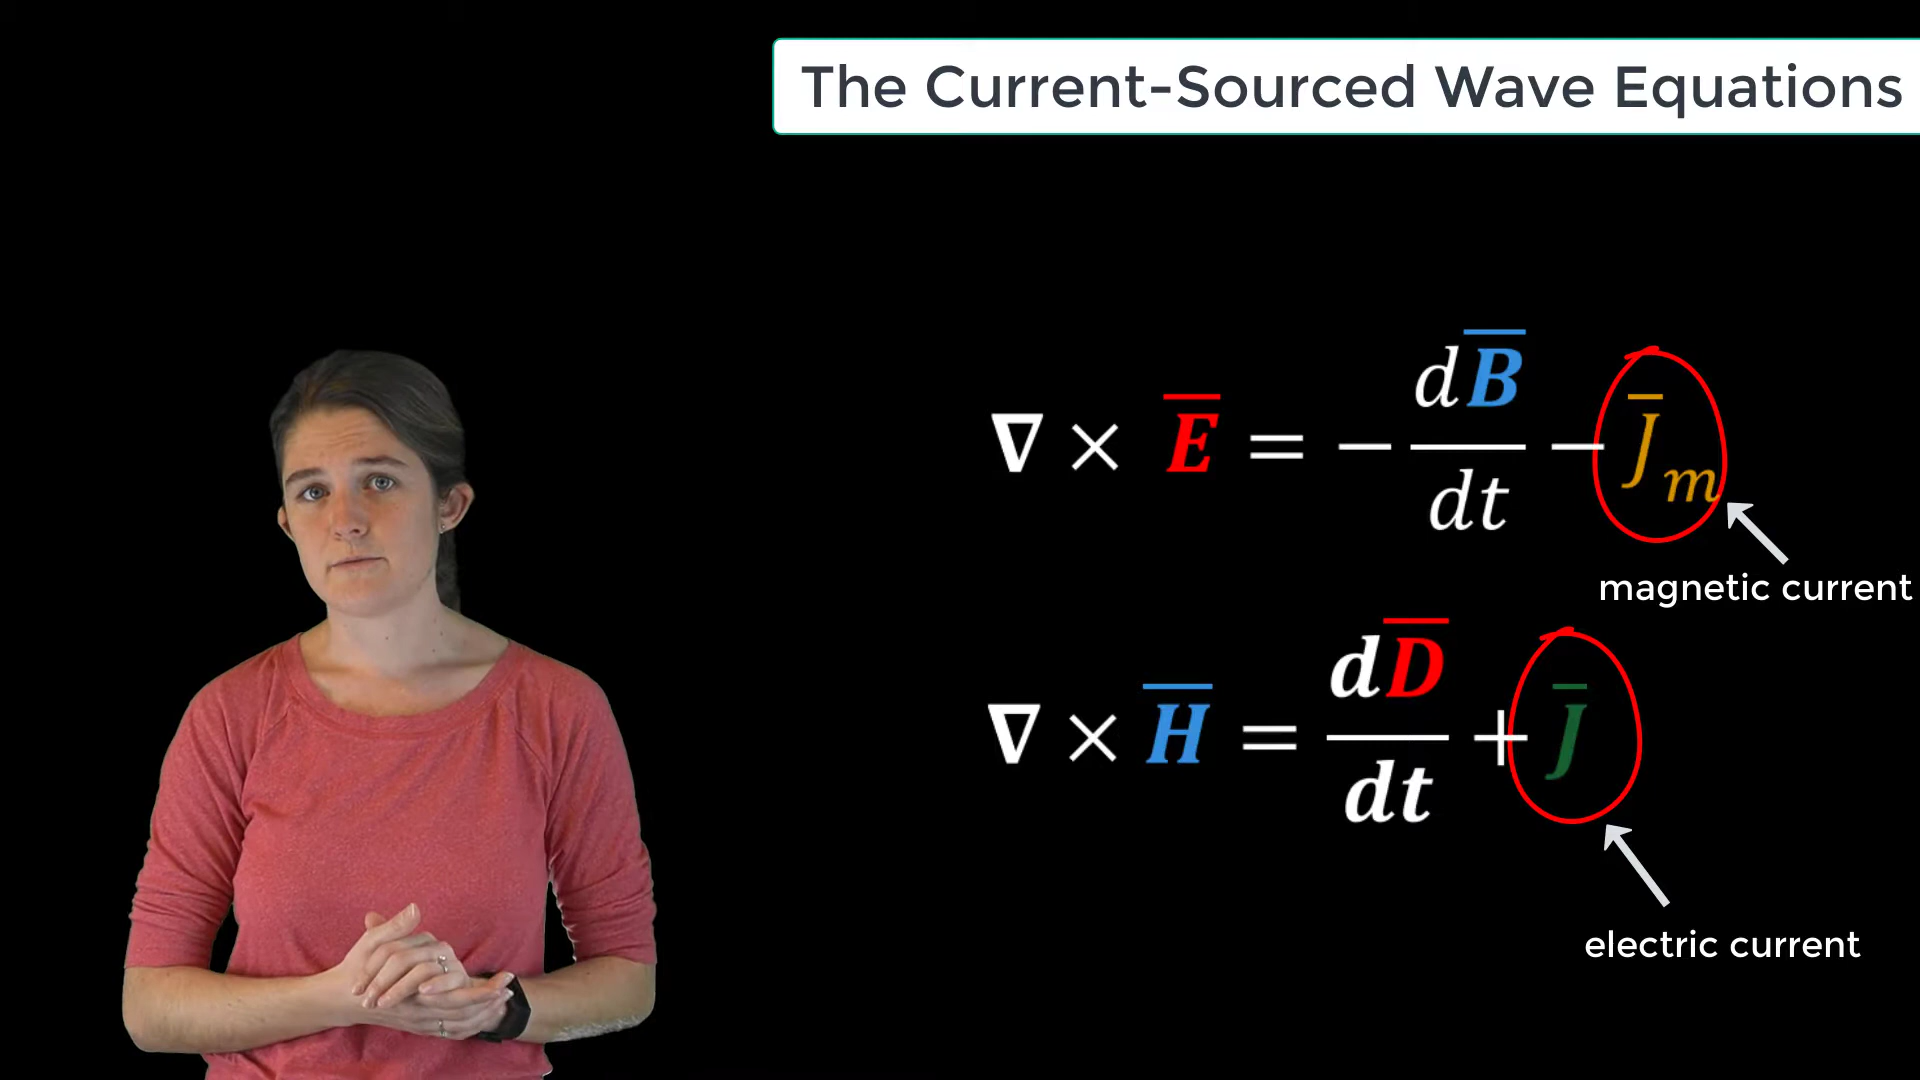 The Current-Sourced Wave Equations
∇ × E̅ = − dB̅/dt − J̅ₘ
magnetic current
∇ × H̅ = dD̅/dt + J̅
electric current